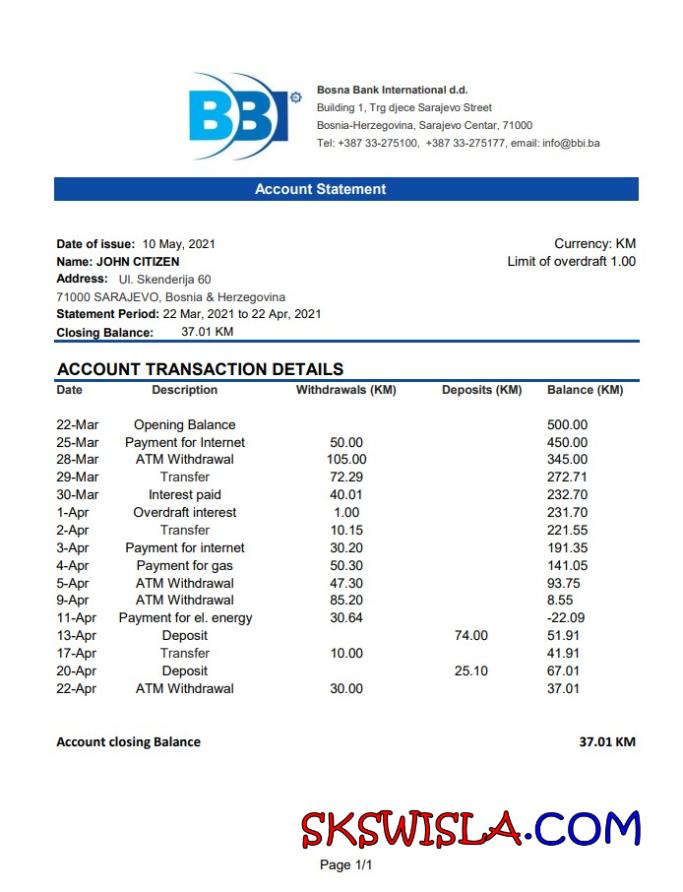 BBI
Bosna Bank International d.d.
Building 1, Trg djece Sarajevo Street
Bosnia-Herzegovina, Sarajevo Centar, 71000
Tel: +387 33-275100, +387 33-275177, email: info@bbi.ba
Account Statement
Date of issue: 10 May, 2021 Currency: KM
Name: JOHN CITIZEN Limit of overdraft 1.00
Address: Ul. Skenderija 60
71000 SARAJEVO, Bosnia & Herzegovina
Statement Period: 22 Mar, 2021 to 22 Apr, 2021
Closing Balance: 37.01 KM
ACCOUNT TRANSACTION DETAILS
Date Description Withdrawals (KM) Deposits (KM) Balance (KM)
22-Mar Opening Balance 500.00
25-Mar Payment for Internet 50.00 450.00
28-Mar ATM Withdrawal 105.00 345.00
29-Mar Transfer 72.29 272.71
30-Mar Interest paid 40.01 232.70
1-Apr Overdraft interest 1.00 231.70
2-Apr Transfer 10.15 221.55
3-Apr Payment for internet 30.20 191.35
4-Apr Payment for gas 50.30 141.05
5-Apr ATM Withdrawal 47.30 93.75
9-Apr ATM Withdrawal 85.20 8.55
11-Apr Payment for el. energy 30.64 -22.09
13-Apr Deposit 74.00 51.91
17-Apr Transfer 10.00 41.91
20-Apr Deposit 25.10 67.01
22-Apr ATM Withdrawal 30.00 37.01
Account closing Balance 37.01 KM
SKSWISLA.COM
Page 1/1